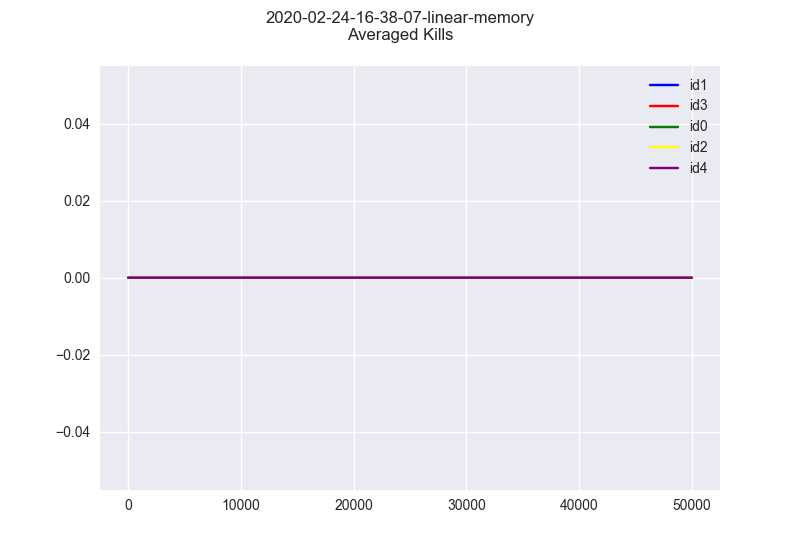 2020-02-24-16-38-07-linear-memory
Averaged Kills
id1
id3
id0
id2
id4
0.04
0.02
0.00
−0.02
−0.04
0 10000 20000 30000 40000 50000